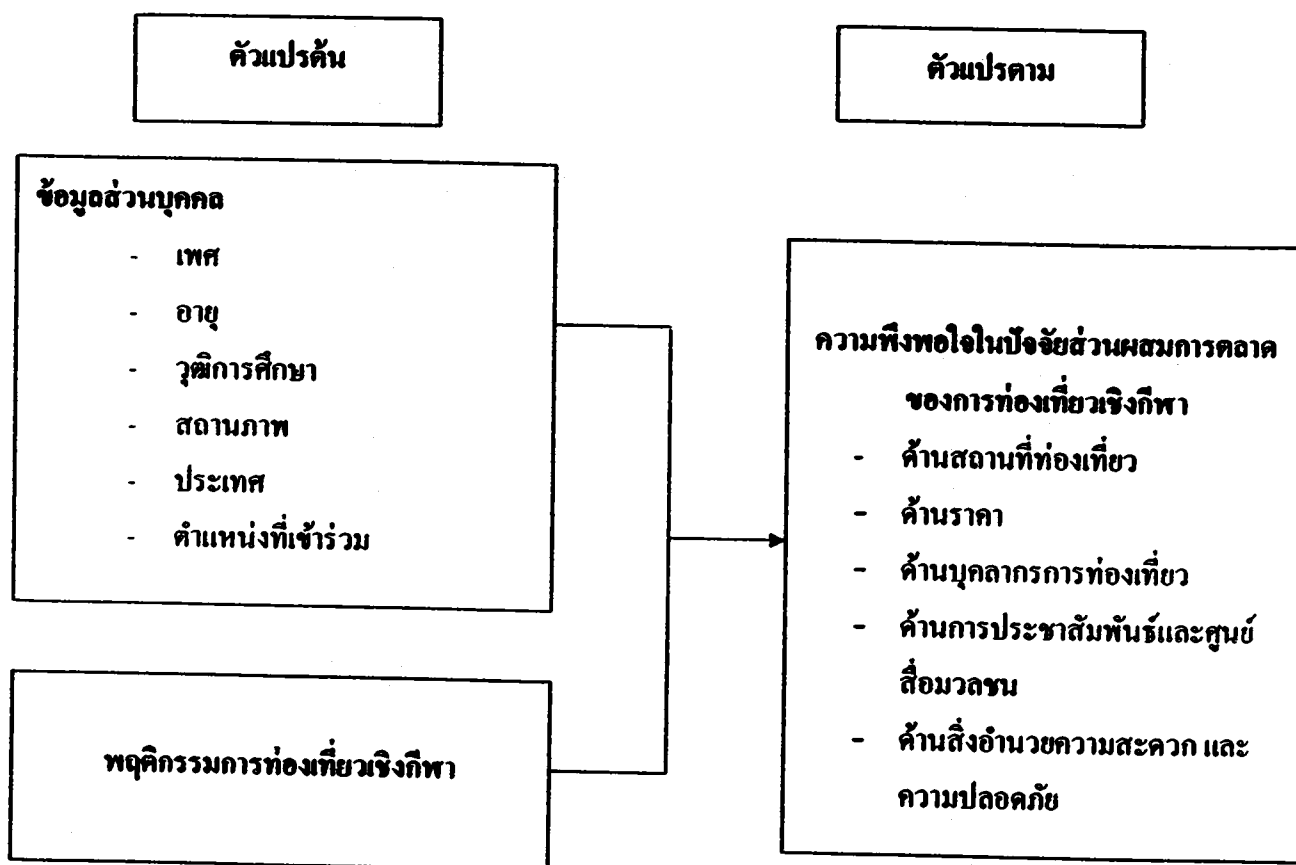 ตัวแปรต้น
ตัวแปรตาม
ข้อมูลส่วนบุคคล
- เพศ
- อายุ
- วุฒิการศึกษา
- สถานภาพ
- ประเทศ
- ตำแหน่งที่เข้าร่วม
พฤติกรรมการท่องเที่ยวเชิงกีฬา
ความพึงพอใจในปัจจัยส่วนผสมการตลาด
ของการท่องเที่ยวเชิงกีฬา
- ด้านสถานที่ท่องเที่ยว
- ด้านราคา
- ด้านบุคลากรการท่องเที่ยว
- ด้านการประชาสัมพันธ์และศูนย์
สื่อมวลชน
- ด้านสิ่งอำนวยความสะดวก และ
ความปลอดภัย